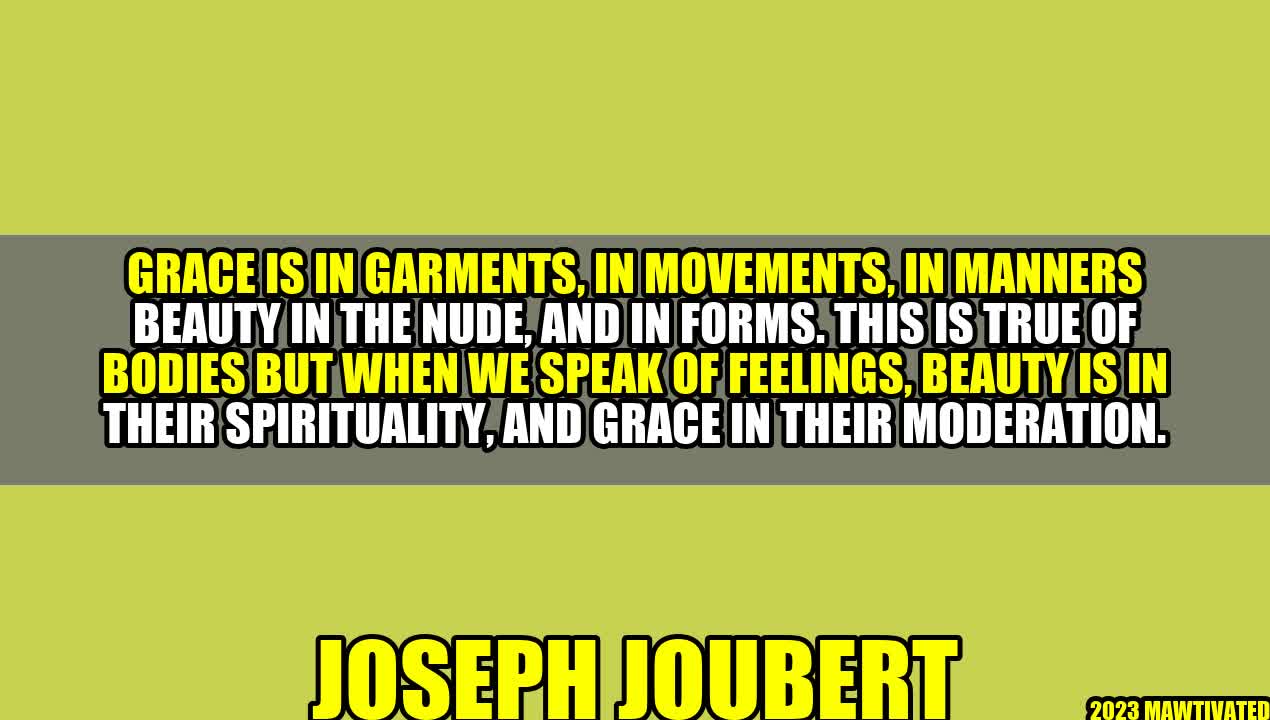 GRACE IS IN GARMENTS, IN MOVEMENTS, IN MANNERS
BEAUTY IN THE NUDE, AND IN FORMS. THIS IS TRUE OF
BODIES BUT WHEN WE SPEAK OF FEELINGS, BEAUTY IS IN
THEIR SPIRITUALITY, AND GRACE IN THEIR MODERATION.
JOSEPH JOUBERT
2023 MAWTIVATED